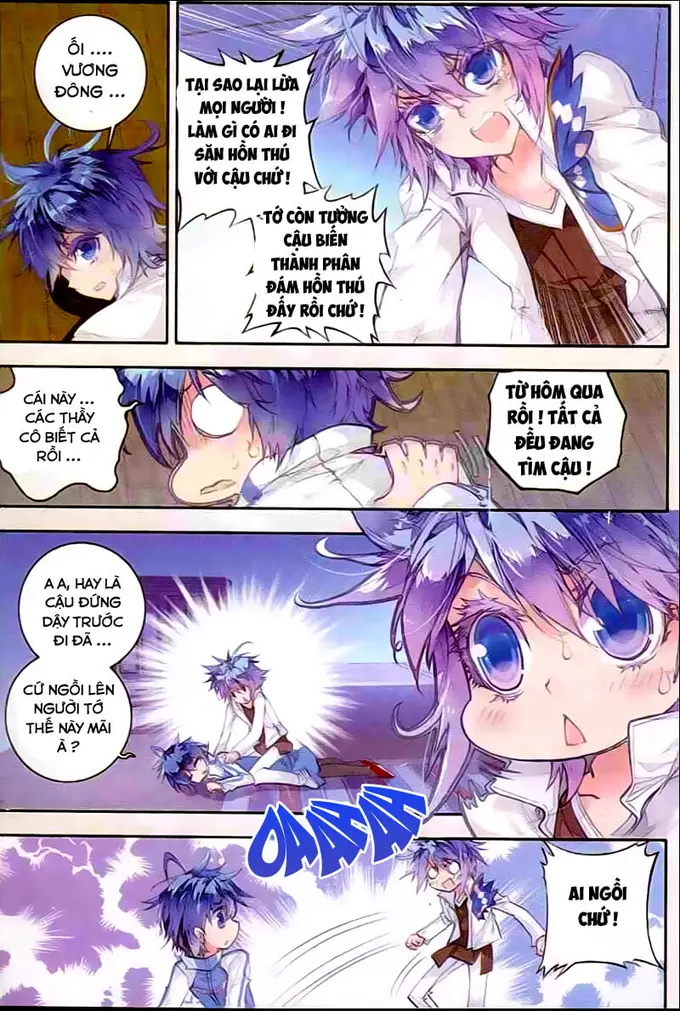 ỐI ....
VƯƠNG
ĐÔNG ...
TẠI SAO LẠI LỪA
MỌI NGƯỜI !
LÀM GÌ CÓ AI ĐI
SĂN HỒN THÚ
VỚI CẬU CHỨ !
TỚ CÒN TƯỞNG
CẬU BIẾN
THÀNH PHÂN
ĐÁM HỒN THÚ
ĐẤY RỒI CHỨ !
CÁI NÀY ...
CÁC THẦY
CÔ BIẾT CẢ
RỒI ...
TỪ HÔM QUA
RỒI ! TẤT CẢ
ĐỀU ĐANG
TÌM CẬU !
A A, HAY LÀ
CẬU ĐỨNG
DẬY TRƯỚC
ĐI ĐÃ ...
CỨ NGỒI LÊN
NGƯỜI TỚ
THẾ NÀY MÃI
À ?
OAAHAH
AI NGỒI
CHỨ !